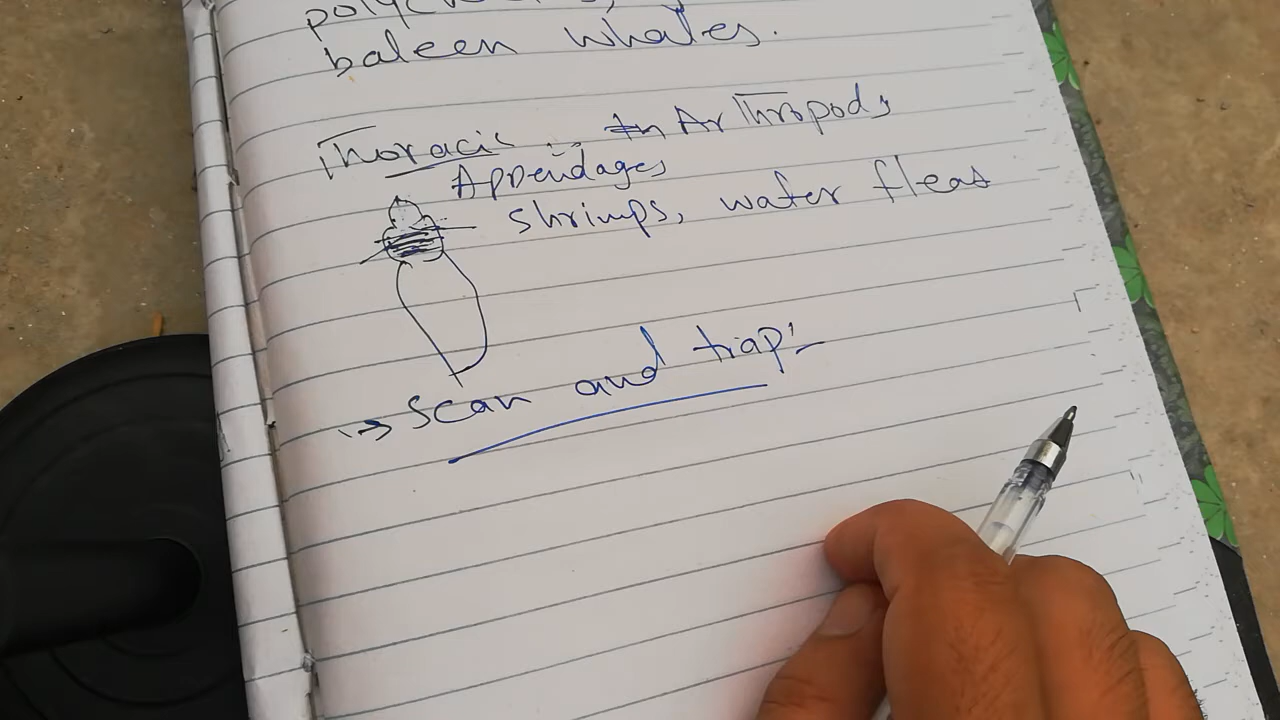 baleen whales.
Thoracic :- In Arthropods
Appendages
shrimps, water fleas
→ Scan and trap:-